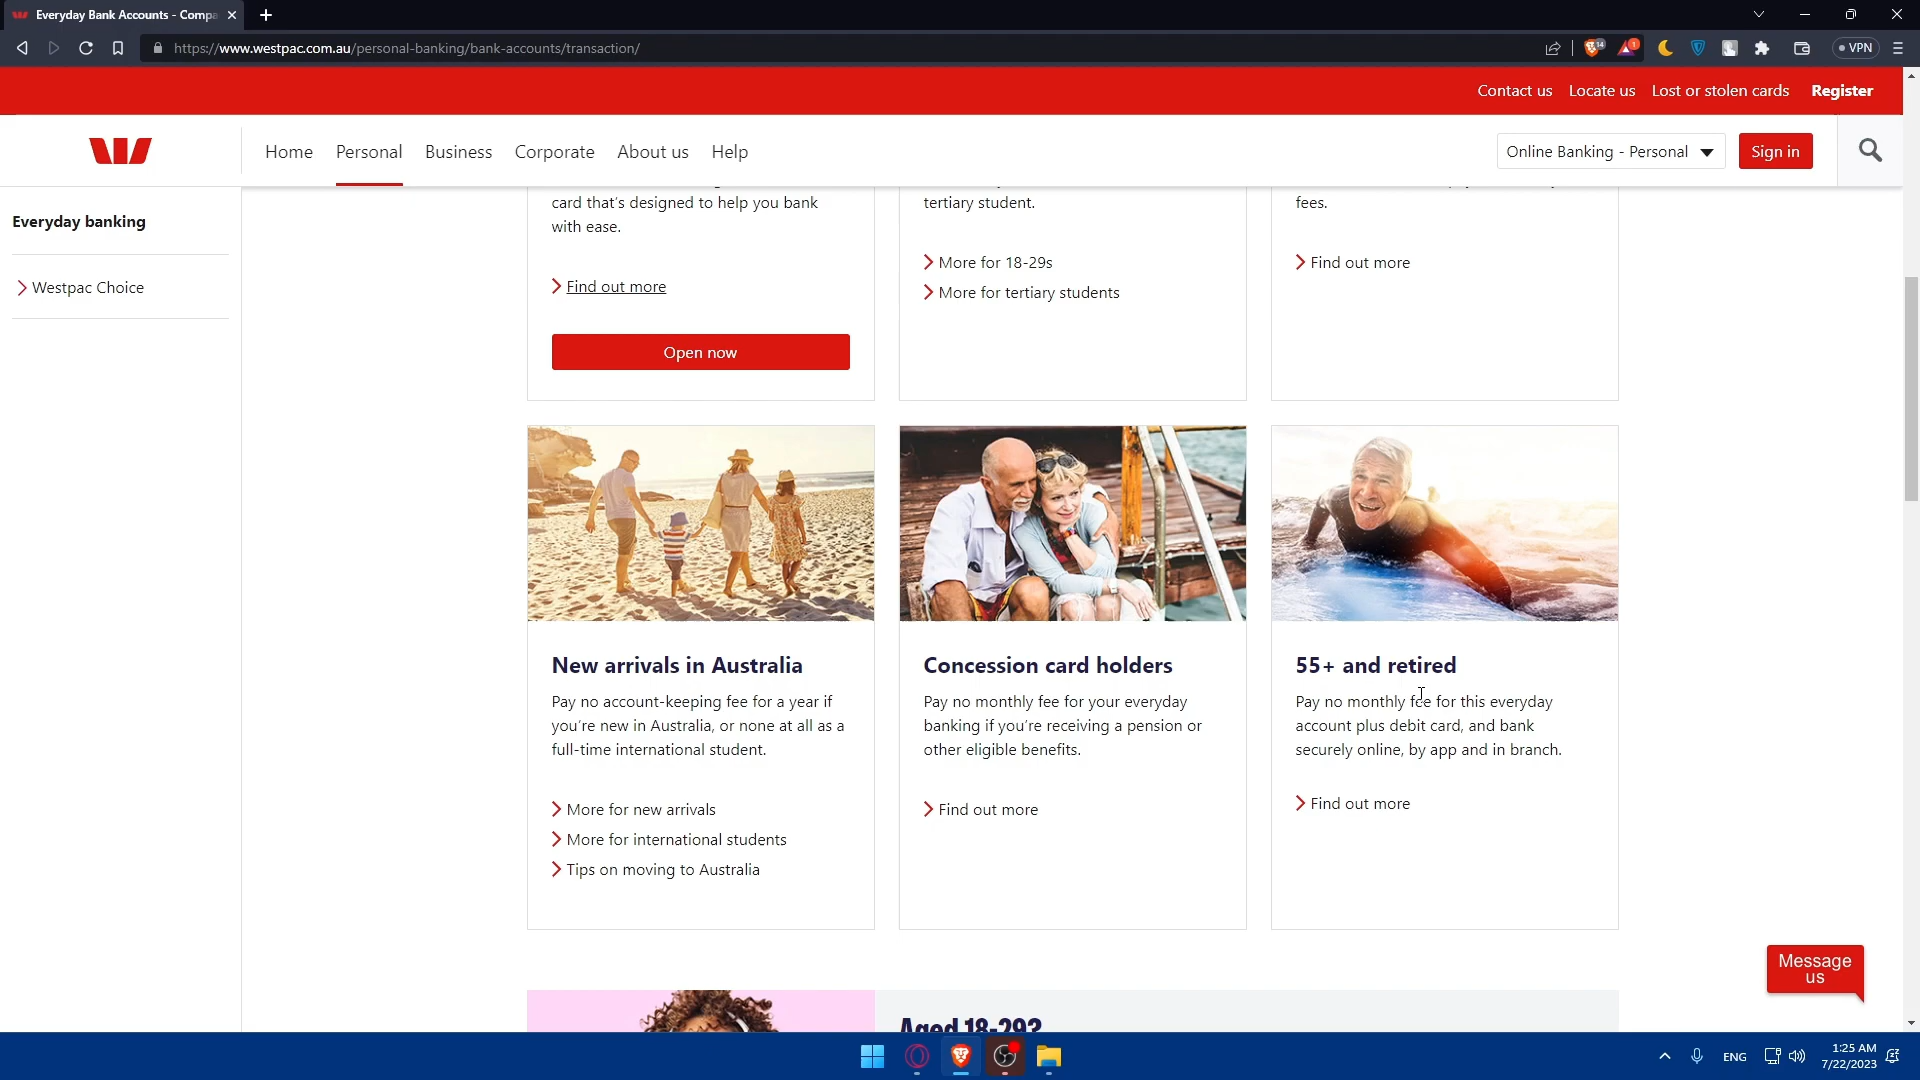 Everyday Bank Accounts - Compa
https://www.westpac.com.au/personal-banking/bank-accounts/transaction/
14
1
VPN
Contact us Locate us Lost or stolen cards Register
Home Personal Business Corporate About us Help
Online Banking - Personal
Sign in
Everyday banking
Westpac Choice
card that's designed to help you bank
with ease.
Find out more
Open now
tertiary student.
More for 18-29s
More for tertiary students
fees.
Find out more
New arrivals in Australia
Pay no account-keeping fee for a year if
you're new in Australia, or none at all as a
full-time international student.
More for new arrivals
More for international students
Tips on moving to Australia
Concession card holders
Pay no monthly fee for your everyday
banking if you're receiving a pension or
other eligible benefits.
Find out more
55+ and retired
Pay no monthly fee for this everyday
account plus debit card, and bank
securely online, by app and in branch.
Find out more
Message
us
Aged 18-29?
ENG
1:25 AM
7/22/2023